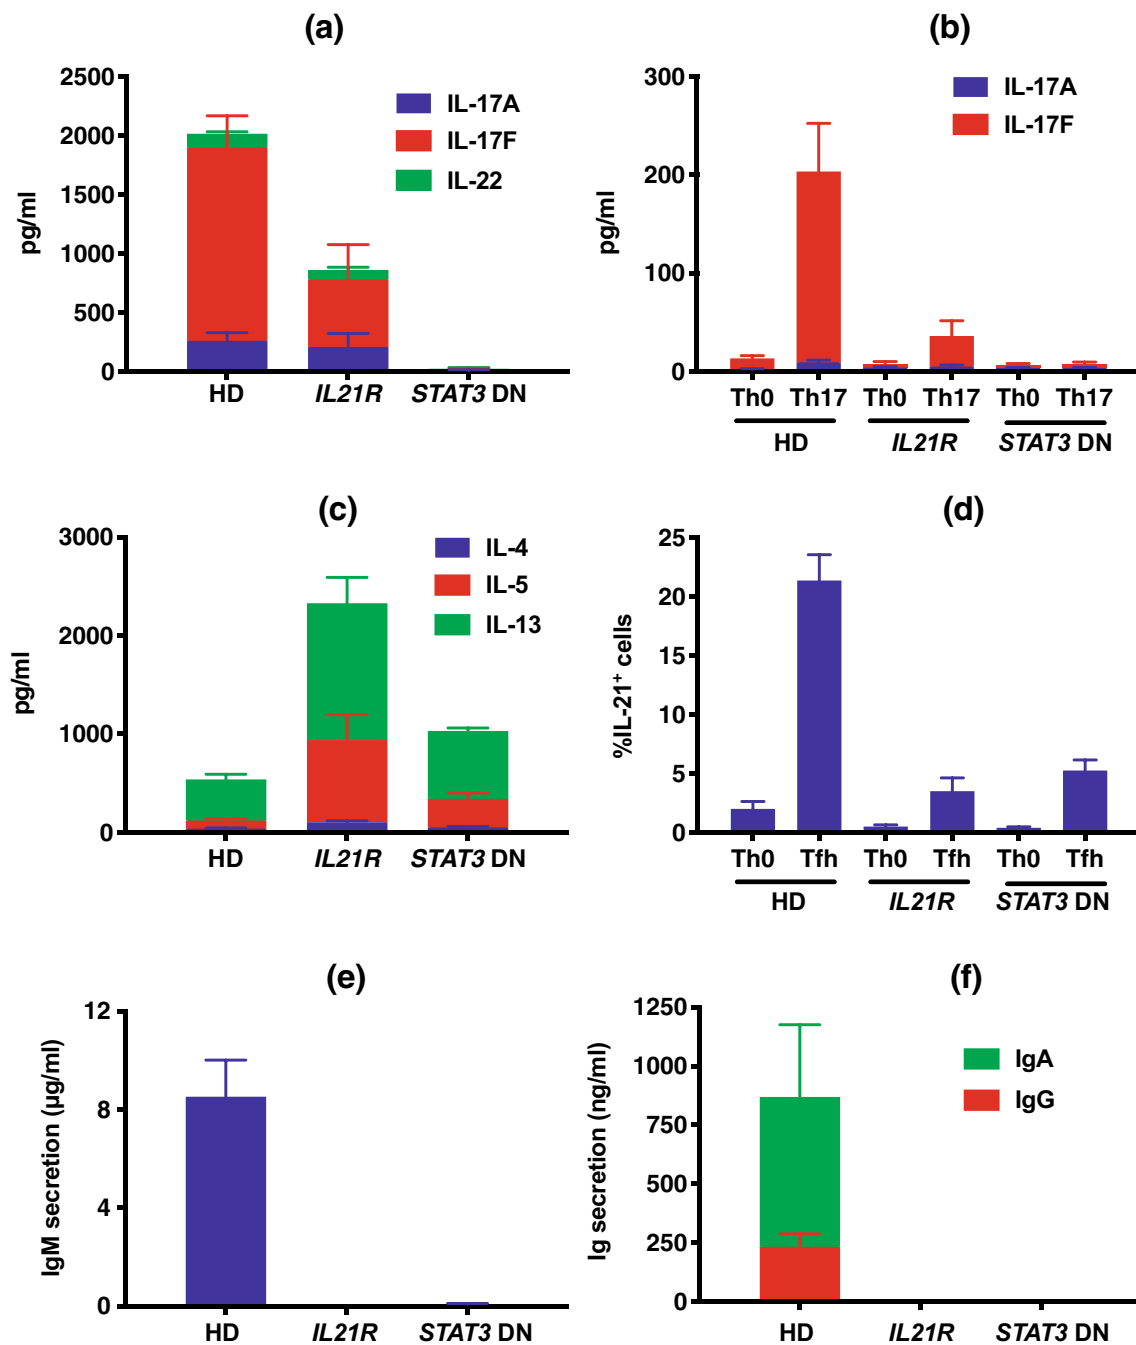 (a)
2500
2000
1500
1000
500
0
pg/ml
IL-17A
IL-17F
IL-22
HD
IL21R
STAT3 DN
(b)
300
200
100
0
pg/ml
IL-17A
IL-17F
Th0 Th17 Th0 Th17 Th0 Th17
HD IL21R STAT3 DN
(c)
3000
2000
1000
0
pg/ml
IL-4
IL-5
IL-13
HD
IL21R
STAT3 DN
(d)
25
20
15
10
5
0
%IL-21⁺ cells
Th0 Tfh Th0 Tfh Th0 Tfh
HD IL21R STAT3 DN
(e)
12
8
4
0
IgM secretion (µg/ml)
HD
IL21R
STAT3 DN
(f)
1250
1000
750
500
250
0
Ig secretion (ng/ml)
IgA
IgG
HD
IL21R
STAT3 DN